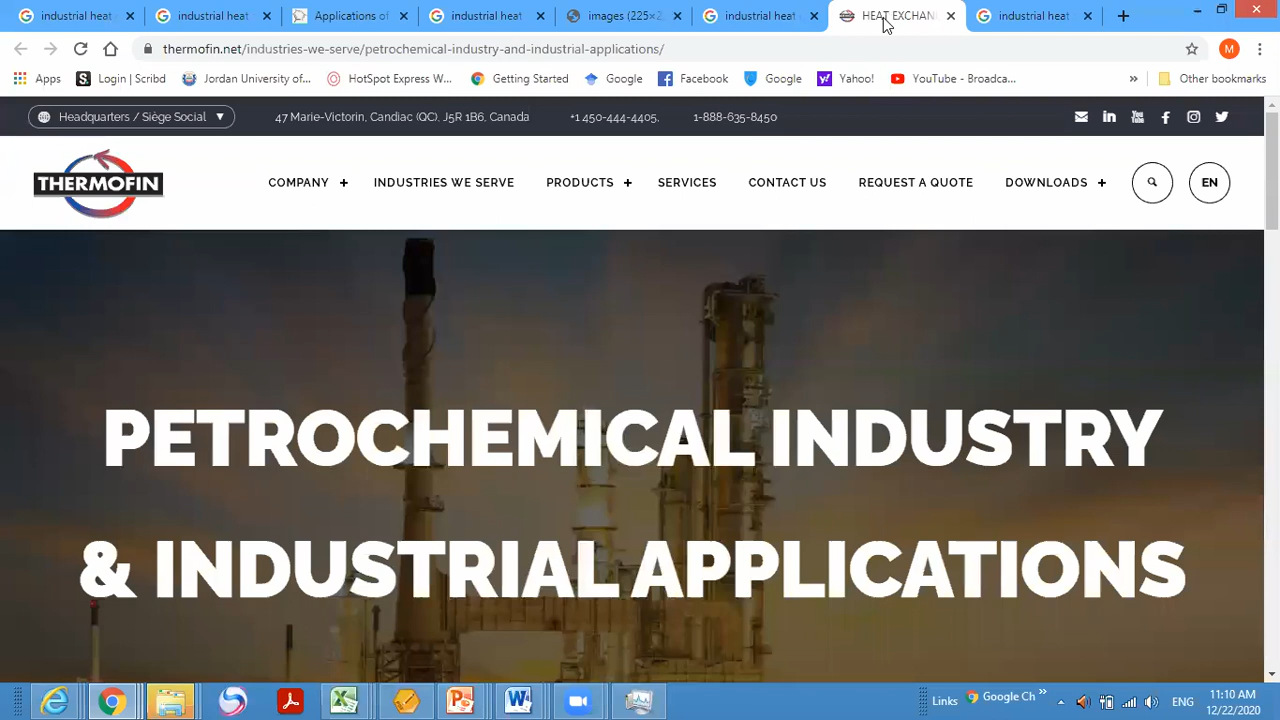 industrial heat
industrial heat
Applications of
industrial heat
images (225×2
industrial heat
HEAT EXCHAN
industrial heat
thermofin.net/industries-we-serve/petrochemical-industry-and-industrial-applications/
M
Apps
Login | Scribd
Jordan University of...
HotSpot Express W...
Getting Started
Google
Facebook
Google
Yahoo!
YouTube - Broadca...
Other bookmarks
Headquarters / Siège Social
47 Marie-Victorin, Candiac (QC), J5R 1B6, Canada
+1 450-444-4405,
1-888-635-8450
THERMOFIN
COMPANY +
INDUSTRIES WE SERVE
PRODUCTS +
SERVICES
CONTACT US
REQUEST A QUOTE
DOWNLOADS +
EN
PETROCHEMICAL INDUSTRY
& INDUSTRIAL APPLICATIONS
Links
Google Ch
ENG
11:10 AM
12/22/2020